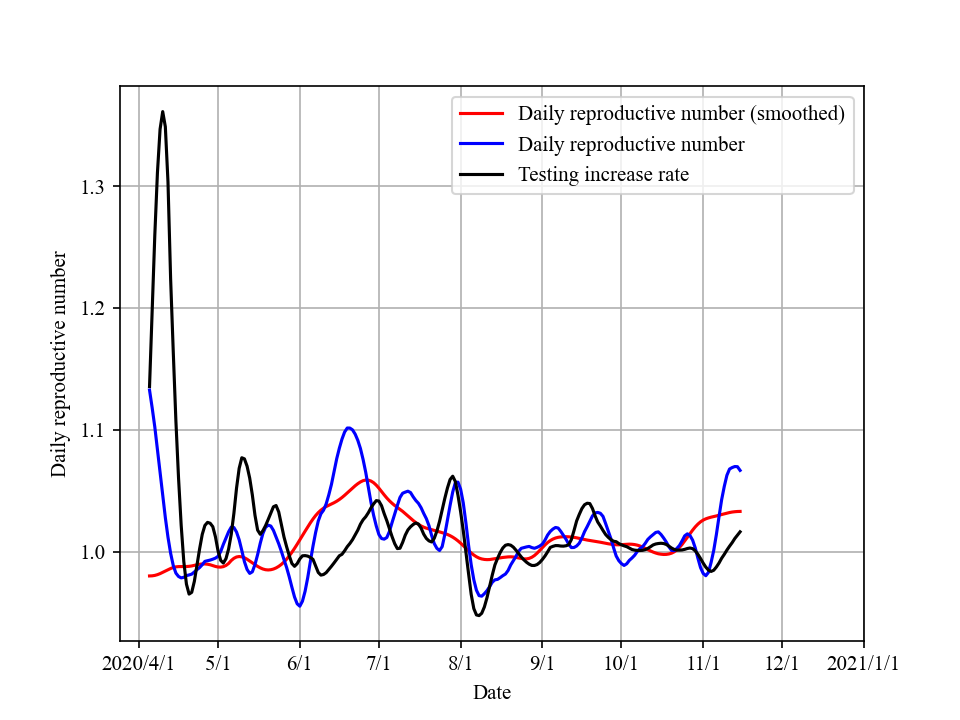 Daily reproductive number (smoothed)
Daily reproductive number
Testing increase rate
Daily reproductive number
1.3
1.2
1.1
1.0
2020/4/1 5/1 6/1 7/1 8/1 9/1 10/1 11/1 12/1 2021/1/1
Date